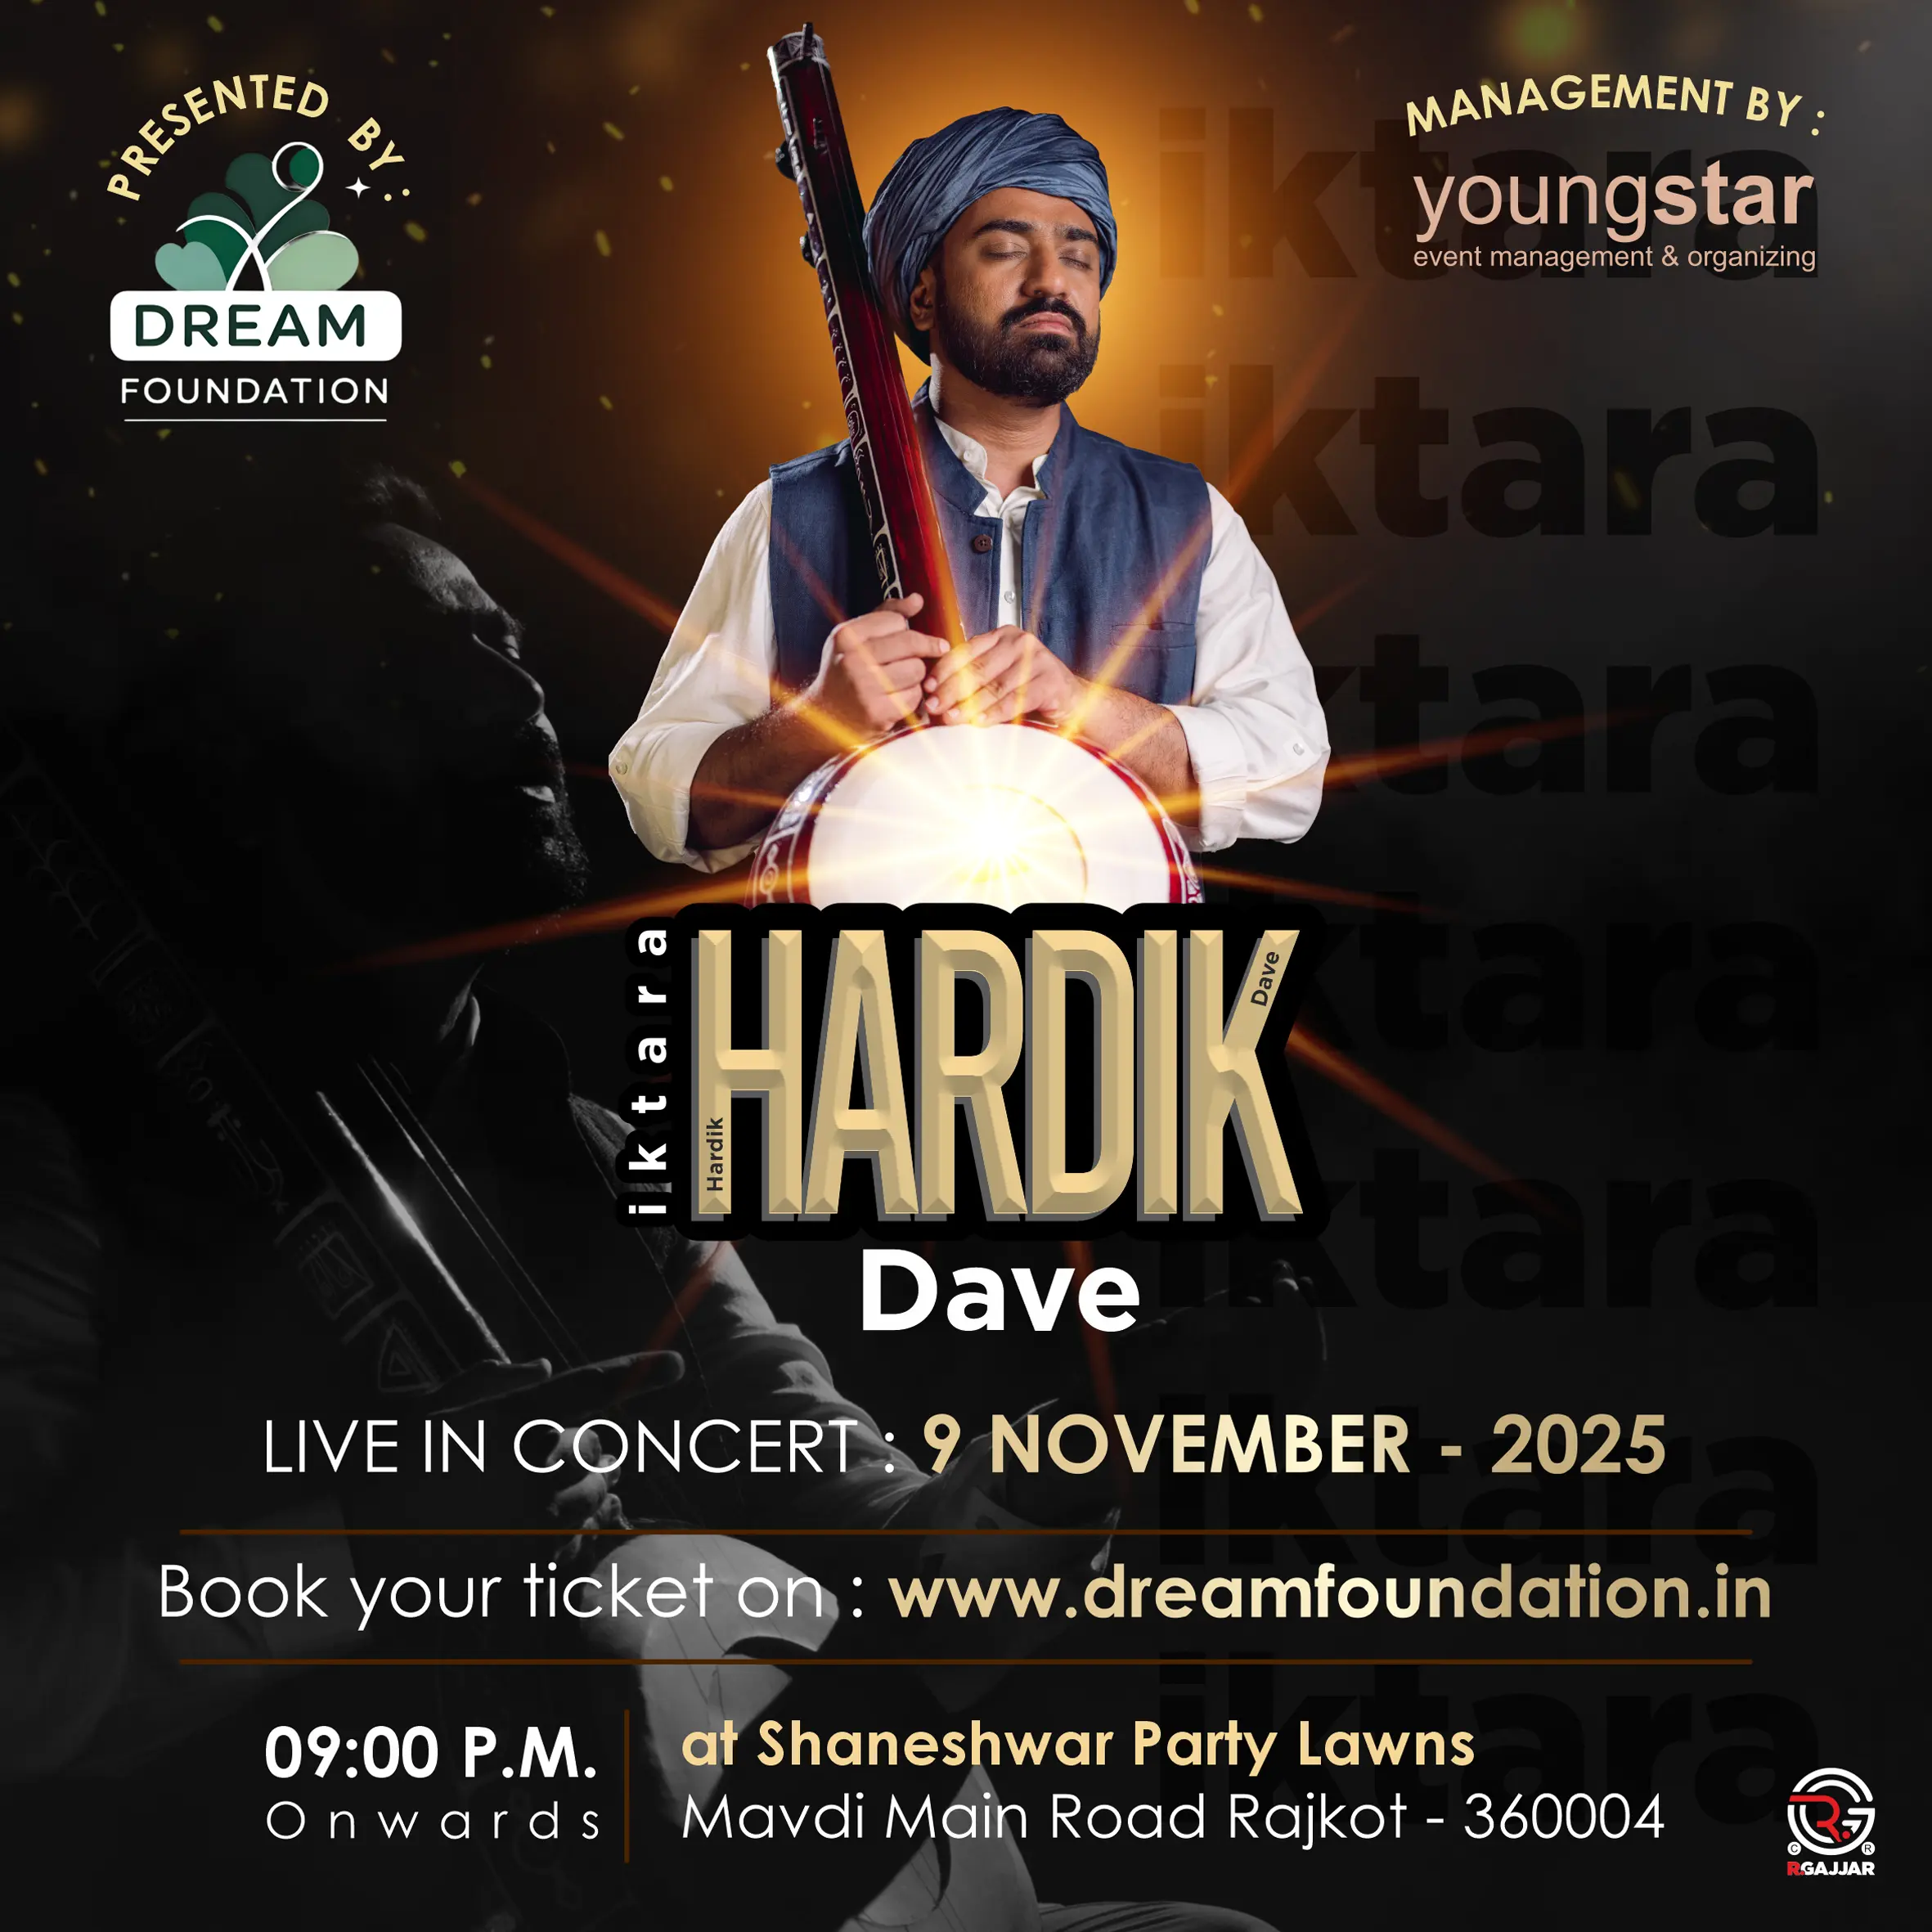 PRESENTED BY :
DREAM
FOUNDATION
MANAGEMENT BY :
youngstar
event management & organizing
iktara
iktara
iktara
iktara
iktara
iktara
iktara
iktara
HARDIK
Hardik
Dave
Dave
LIVE IN CONCERT : 9 NOVEMBER - 2025
Book your ticket on : www.dreamfoundation.in
09:00 P.M.
Onwards
at Shaneshwar Party Lawns
Mavdi Main Road Rajkot - 360004
RG
C R
R.GAJJAR